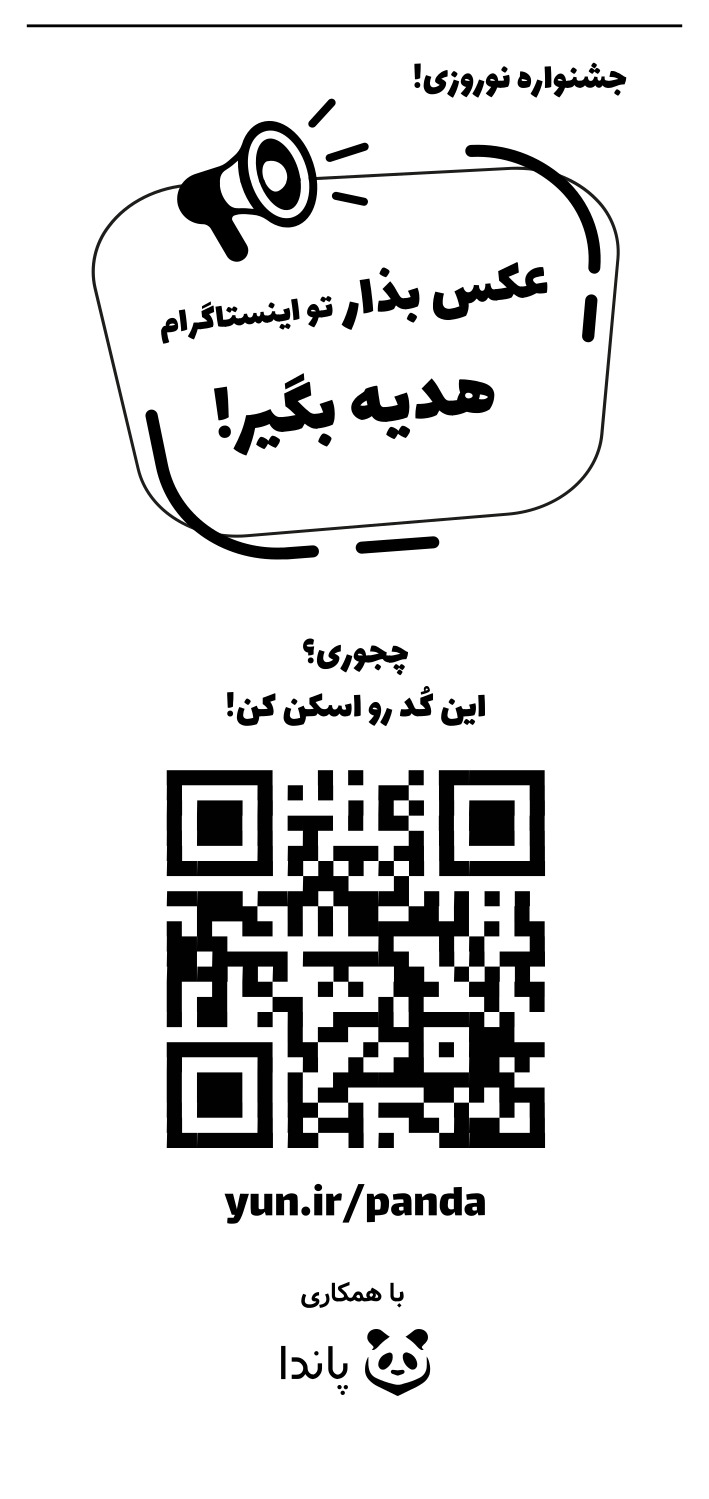 جشنواره نوروزی!
عکس بذار تو اینستاگرام
هدیه بگیر!
چجوری؟
این کُد رو اسکن کن!
yun.ir/panda
با همکاری
پاندا